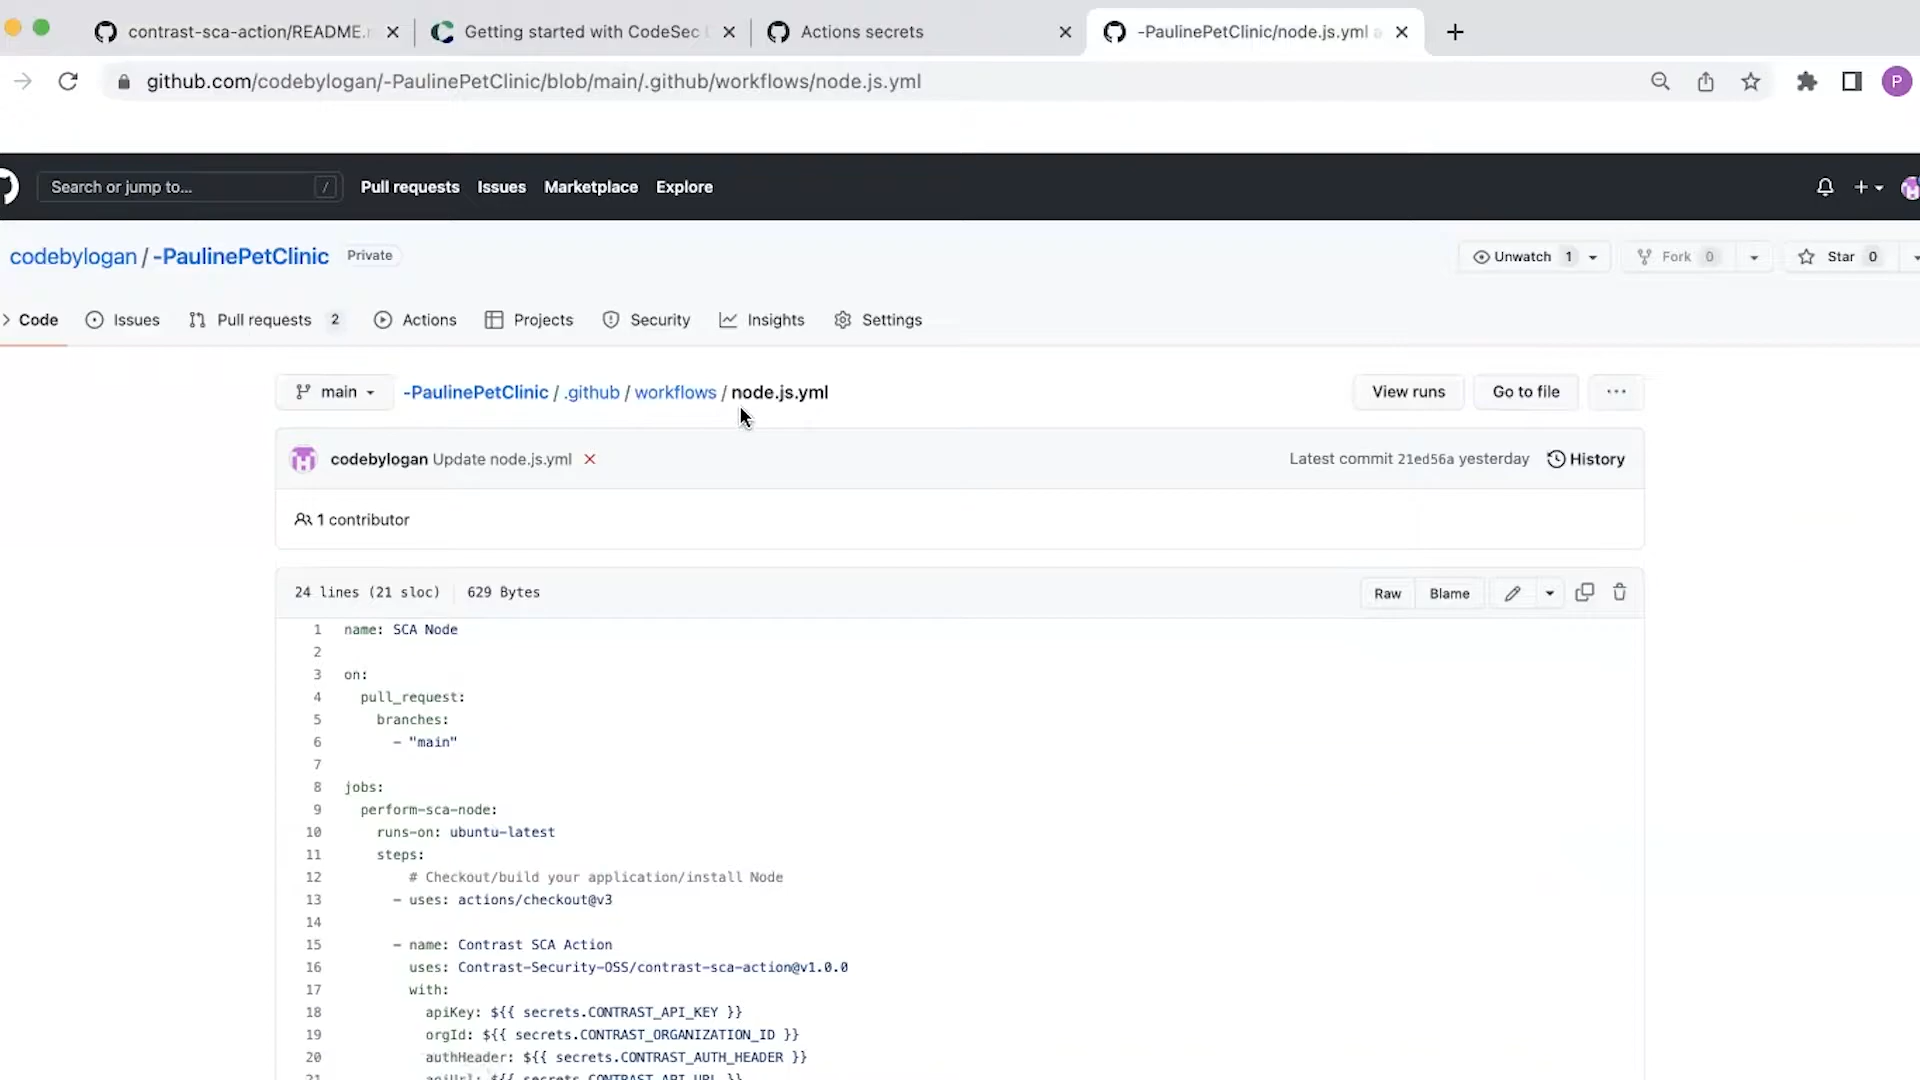 contrast-sca-action/README.
Getting started with CodeSec
Actions secrets
-PaulinePetClinic/node.js.yml
github.com/codebylogan/-PaulinePetClinic/blob/main/.github/workflows/node.js.yml
P
Search or jump to...
/
Pull requests
Issues
Marketplace
Explore
codebylogan / -PaulinePetClinic Private
Unwatch 1
Fork 0
Star 0
Code
Issues
Pull requests 2
Actions
Projects
Security
Insights
Settings
main
-PaulinePetClinic / .github / workflows / node.js.yml
View runs
Go to file
codebylogan Update node.js.yml
Latest commit 21ed56a yesterday
History
1 contributor
24 lines (21 sloc) 629 Bytes
Raw
Blame
1 name: SCA Node
2
3 on:
4 pull_request:
5 branches:
6 - "main"
7
8 jobs:
9 perform-sca-node:
10 runs-on: ubuntu-latest
11 steps:
12 # Checkout/build your application/install Node
13 - uses: actions/checkout@v3
14
15 - name: Contrast SCA Action
16 uses: Contrast-Security-OSS/contrast-sca-action@v1.0.0
17 with:
18 apiKey: ${{ secrets.CONTRAST_API_KEY }}
19 orgId: ${{ secrets.CONTRAST_ORGANIZATION_ID }}
20 authHeader: ${{ secrets.CONTRAST_AUTH_HEADER }}
21 apiUrl: ${{ secrets.CONTRAST_API_URL }}